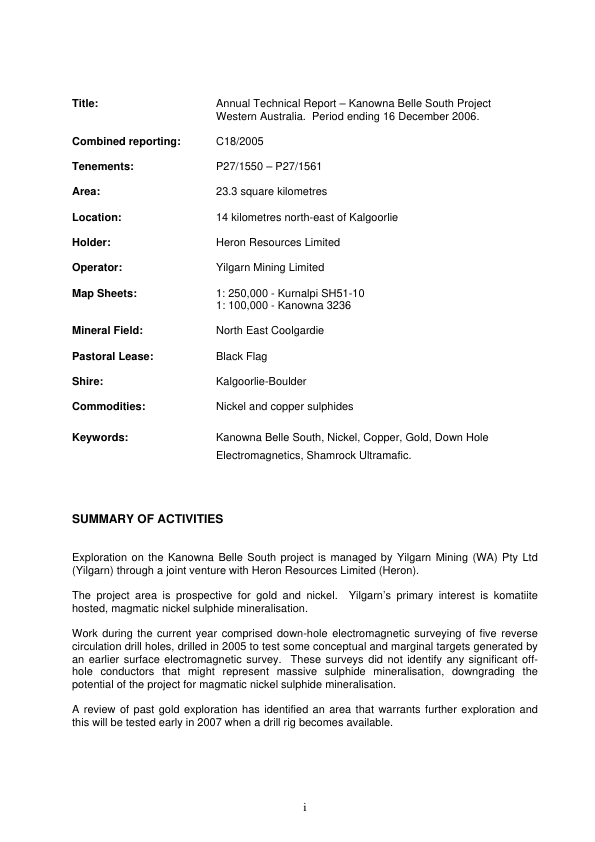 Title: Annual Technical Report – Kanowna Belle South Project
Western Australia.  Period ending 16 December 2006.
Combined reporting: C18/2005
Tenements: P27/1550 – P27/1561
Area: 23.3 square kilometres
Location: 14 kilometres north-east of Kalgoorlie
Holder: Heron Resources Limited
Operator: Yilgarn Mining Limited
Map Sheets: 1: 250,000 - Kurnalpi SH51-10
1: 100,000 - Kanowna 3236
Mineral Field: North East Coolgardie
Pastoral Lease: Black Flag
Shire: Kalgoorlie-Boulder
Commodities: Nickel and copper sulphides
Keywords: Kanowna Belle South, Nickel, Copper, Gold, Down Hole
Electromagnetics, Shamrock Ultramafic.
SUMMARY OF ACTIVITIES
Exploration on the Kanowna Belle South project is managed by Yilgarn Mining (WA) Pty Ltd
(Yilgarn) through a joint venture with Heron Resources Limited (Heron).
The project area is prospective for gold and nickel.  Yilgarn's primary interest is komatiite
hosted, magmatic nickel sulphide mineralisation.
Work during the current year comprised down-hole electromagnetic surveying of five reverse
circulation drill holes, drilled in 2005 to test some conceptual and marginal targets generated by
an earlier surface electromagnetic survey.  These surveys did not identify any significant off-
hole conductors that might represent massive sulphide mineralisation, downgrading the
potential of the project for magmatic nickel sulphide mineralisation.
A review of past gold exploration has identified an area that warrants further exploration and
this will be tested early in 2007 when a drill rig becomes available.
i